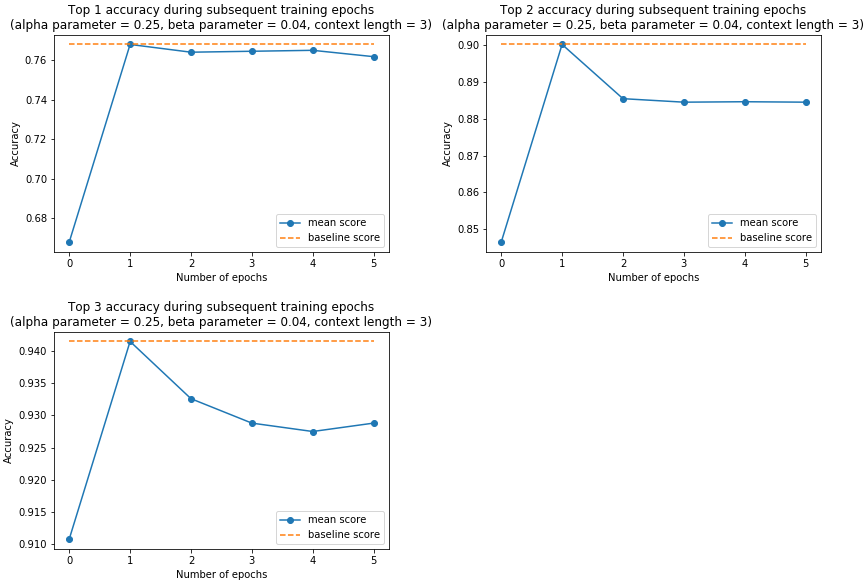 Top 1 accuracy during subsequent training epochs
(alpha parameter = 0.25, beta parameter = 0.04, context length = 3)
0.76
0.74
0.72
0.70
0.68
Accuracy
mean score
baseline score
0 1 2 3 4 5
Number of epochs
Top 2 accuracy during subsequent training epochs
(alpha parameter = 0.25, beta parameter = 0.04, context length = 3)
0.90
0.89
0.88
0.87
0.86
0.85
Accuracy
mean score
baseline score
0 1 2 3 4 5
Number of epochs
Top 3 accuracy during subsequent training epochs
(alpha parameter = 0.25, beta parameter = 0.04, context length = 3)
0.940
0.935
0.930
0.925
0.920
0.915
0.910
Accuracy
mean score
baseline score
0 1 2 3 4 5
Number of epochs